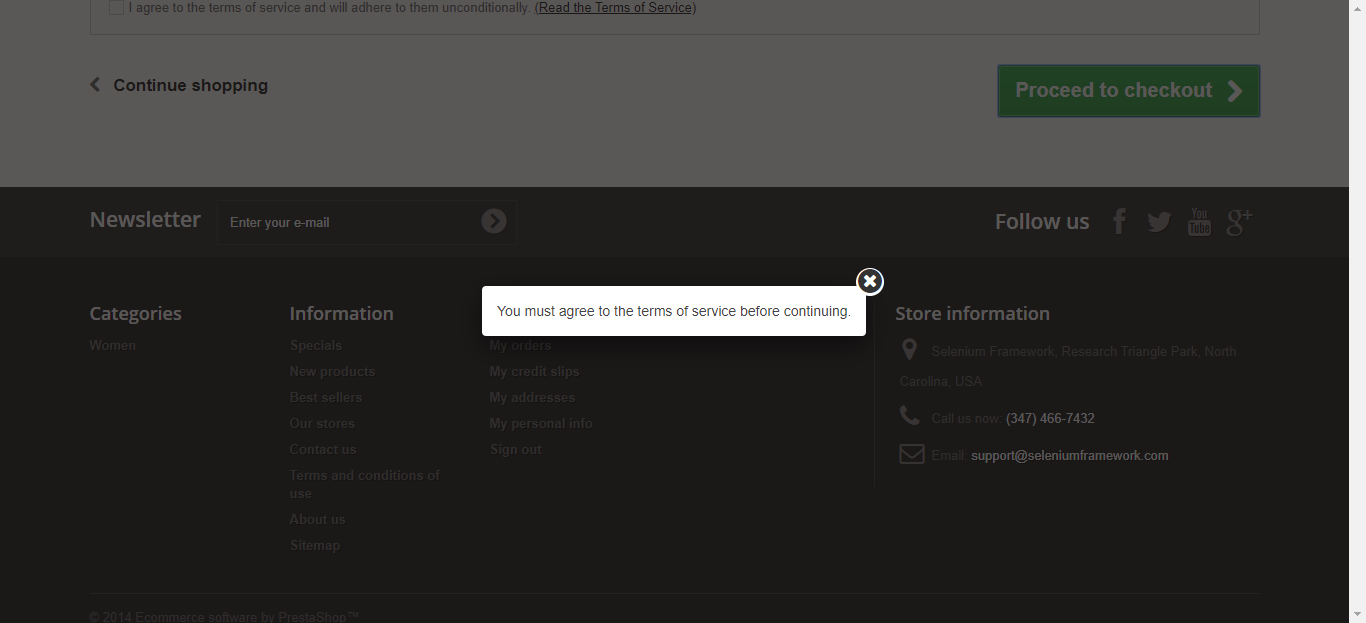 I agree to the terms of service and will adhere to them unconditionally. (Read the Terms of Service)
Continue shopping
Proceed to checkout
Newsletter
Enter your e-mail
Follow us
You Tube
g+
You must agree to the terms of service before continuing.
Categories
Women
Information
Specials
New products
Best sellers
Our stores
Contact us
Terms and conditions of
use
About us
Sitemap
My orders
My credit slips
My addresses
My personal info
Sign out
Store information
Selenium Framework, Research Triangle Park, North
Carolina, USA
Call us now: (347) 466-7432
Email: support@seleniumframework.com
© 2014 Ecommerce software by PrestaShop™